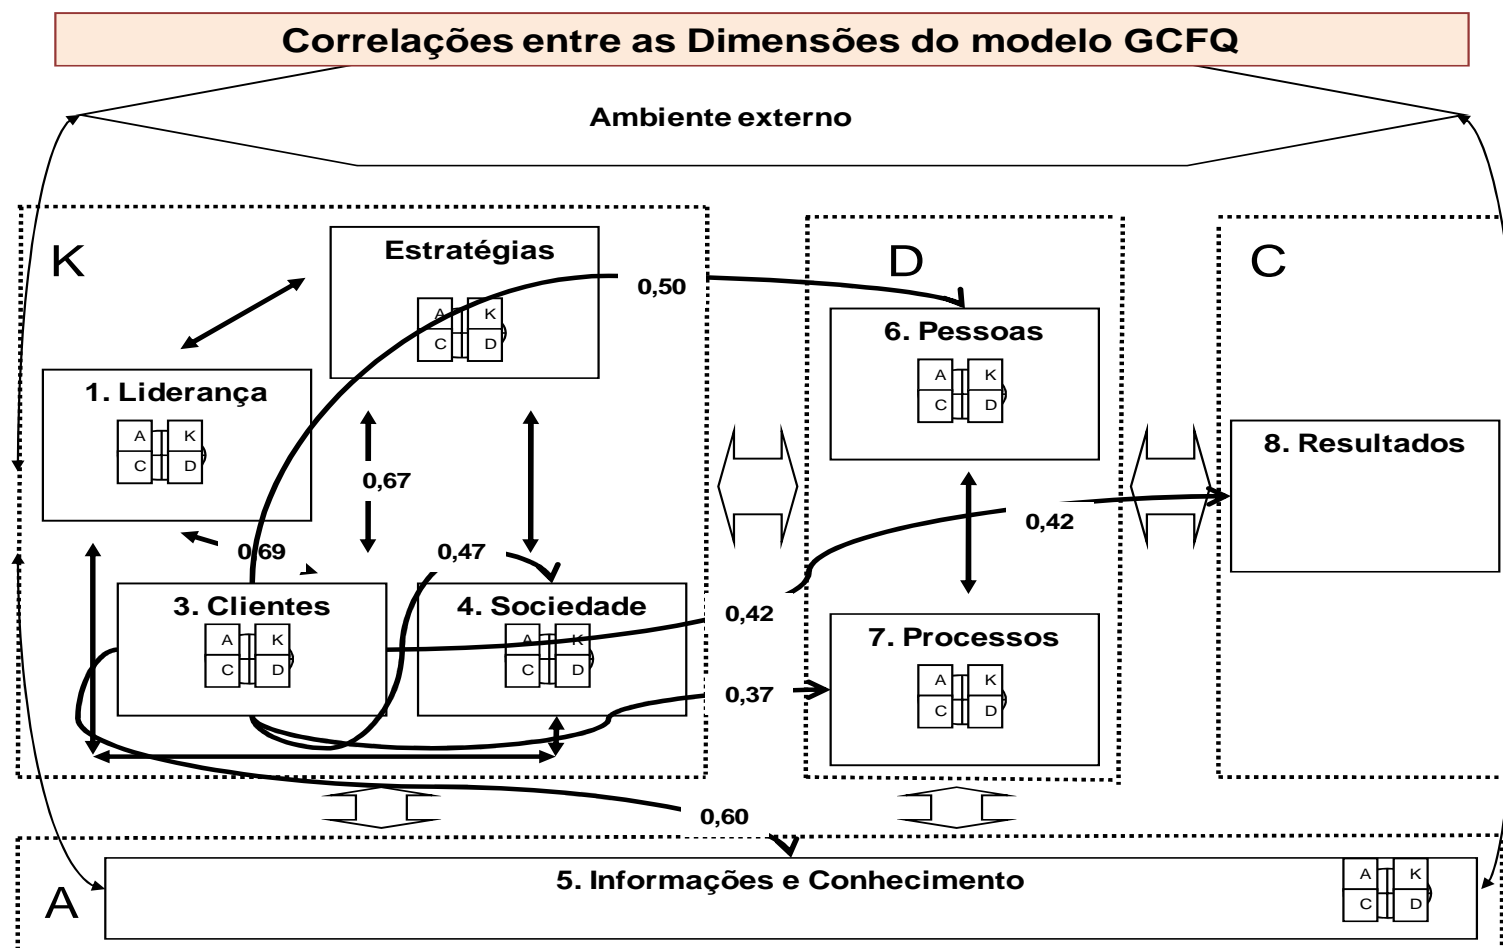 Correlações entre as Dimensões do modelo GCFQ
Ambiente externo
K
Estratégias
A K
C D
0,50
1. Liderança
A K
C D
0,67
0,69
0,47
3. Clientes
A K
C D
4. Sociedade
A K
C D
D
6. Pessoas
A K
C D
0,42
0,42
0,37
7. Processos
A K
C D
C
8. Resultados
0,60
A
5. Informações e Conhecimento
A K
C D